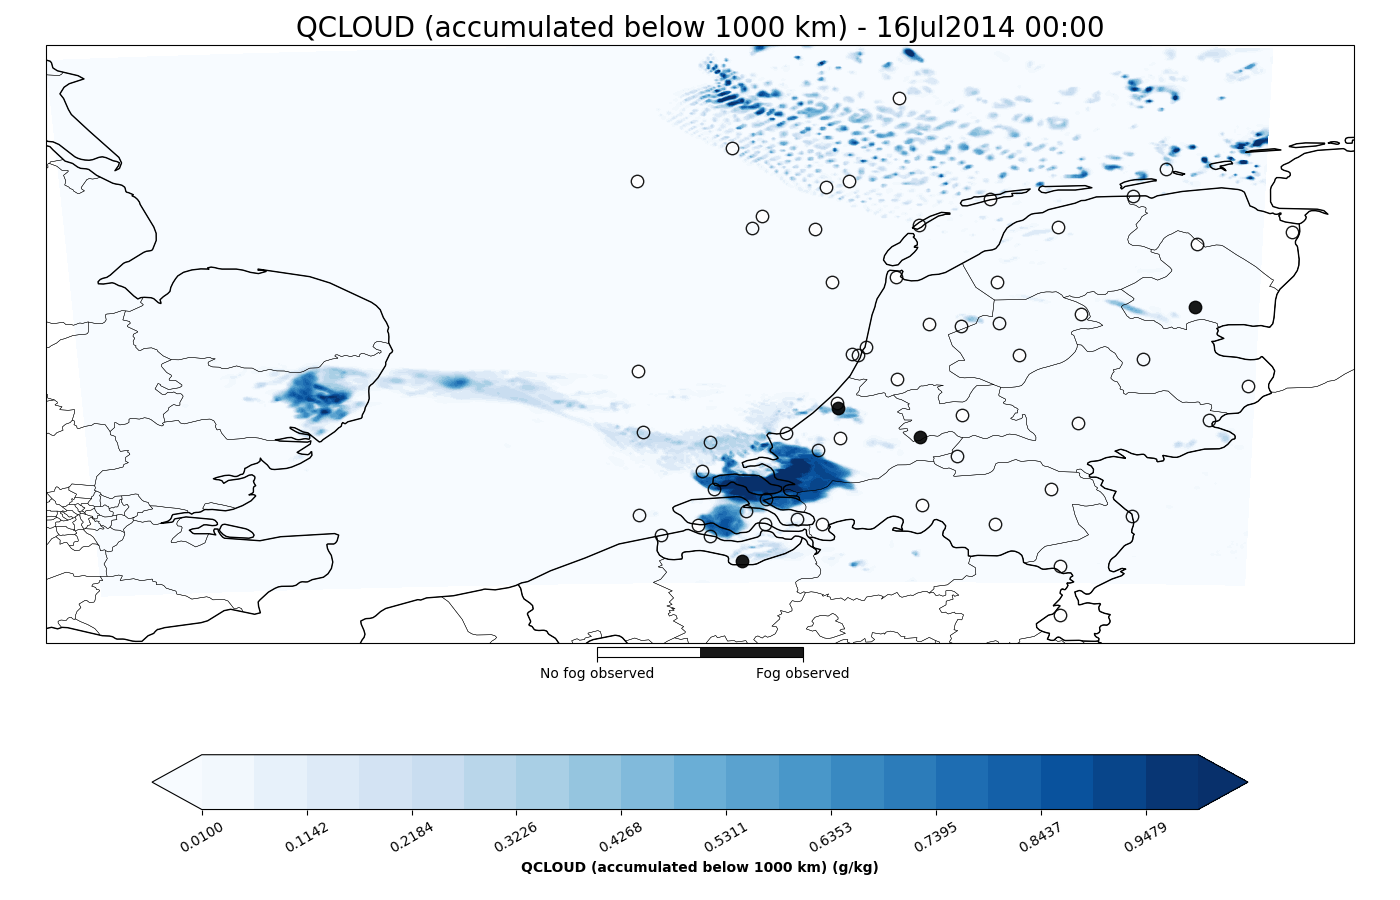 QCLOUD (accumulated below 1000 km) - 16Jul2014 00:00
No fog observed
Fog observed
0.0100
0.1142
0.2184
0.3226
0.4268
0.5311
0.6353
0.7395
0.8437
0.9479
QCLOUD (accumulated below 1000 km) (g/kg)